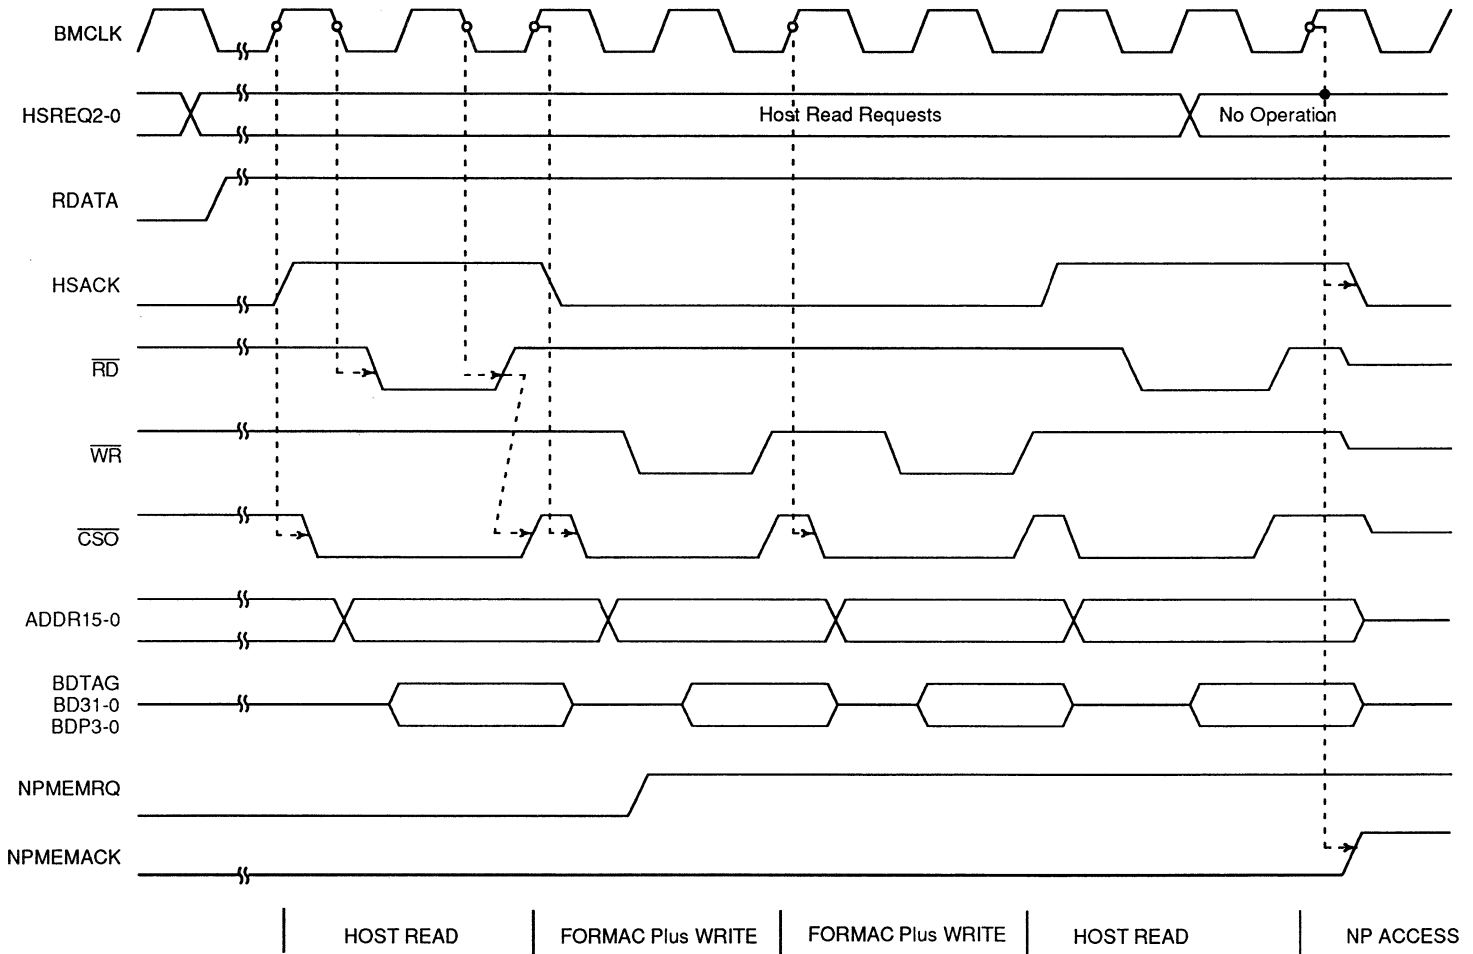 BMCLK
HSREQ2-0
Host Read Requests
No Operation
RDATA
HSACK
RD
WR
CSO
ADDR15-0
BDTAG
BD31-0
BDP3-0
NPMEMRQ
NPMEMACK
HOST READ
FORMAC Plus WRITE
FORMAC Plus WRITE
HOST READ
NP ACCESS